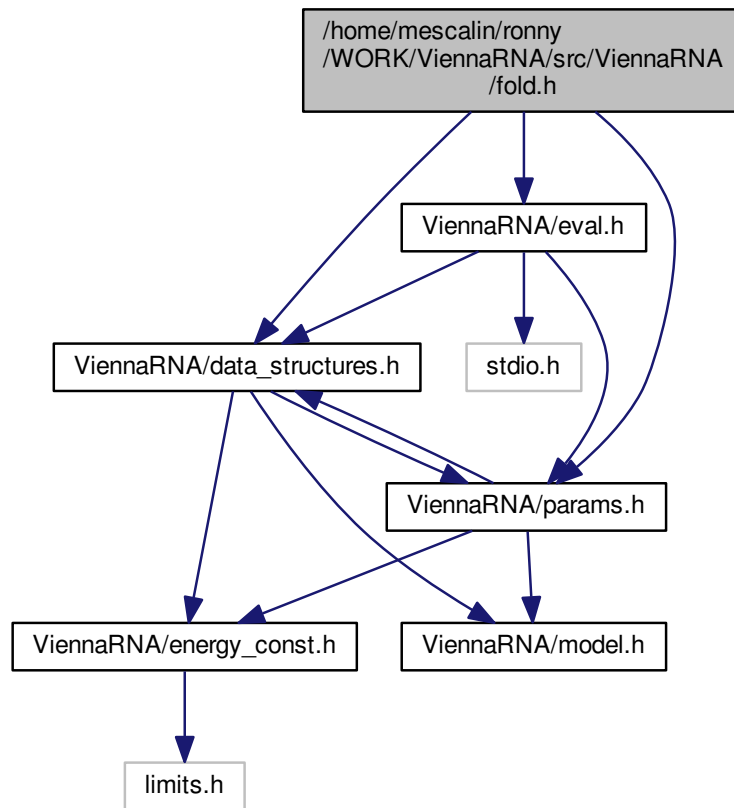 /home/mescalin/ronny
/WORK/ViennaRNA/src/ViennaRNA
/fold.h
ViennaRNA/eval.h
ViennaRNA/data_structures.h
stdio.h
ViennaRNA/params.h
ViennaRNA/energy_const.h
ViennaRNA/model.h
limits.h